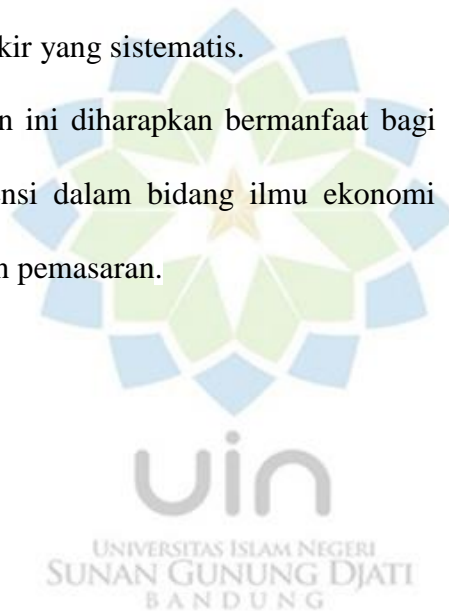 kir yang sistematis.
n ini diharapkan bermanfaat bagi
ensi dalam bidang ilmu ekonomi
n pemasaran.
uin
UNIVERSITAS ISLAM NEGERI
SUNAN GUNUNG DJATI
BANDUNG